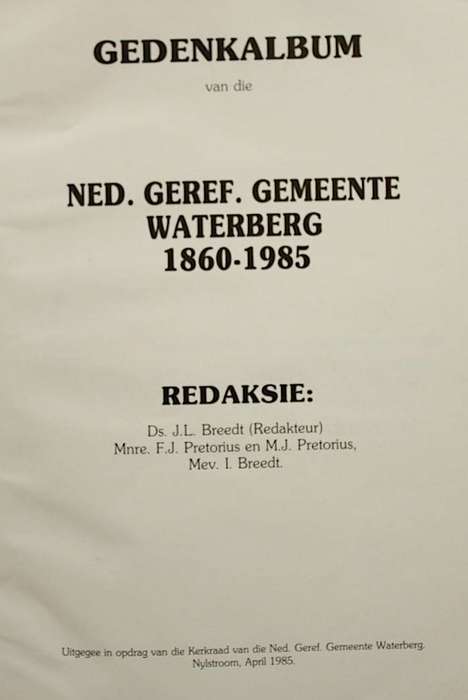 GEDENKALBUM
van die
NED. GEREF. GEMEENTE
WATERBERG
1860-1985
REDAKSIE:
Ds. J.L. Breedt (Redakteur)
Mnre. F.J. Pretorius en M.J. Pretorius,
Mev. I. Breedt.
Uitgegee in opdrag van die Kerkraad van die Ned. Geref. Gemeente Waterberg.
Nylstroom, April 1985.